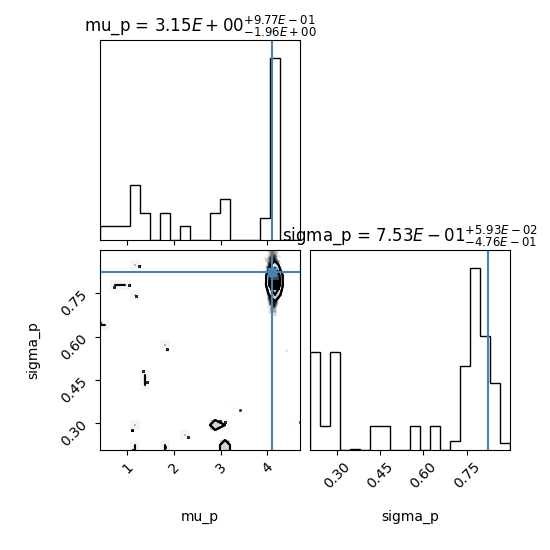 mu_p = 3.15E + 00+9.77E − 01 −1.96E + 00
sigma_p = 7.53E − 01+5.93E − 02 −4.76E − 01
sigma_p
0.75
0.60
0.45
0.30
1 2 3 4
mu_p
0.30 0.45 0.60 0.75
sigma_p